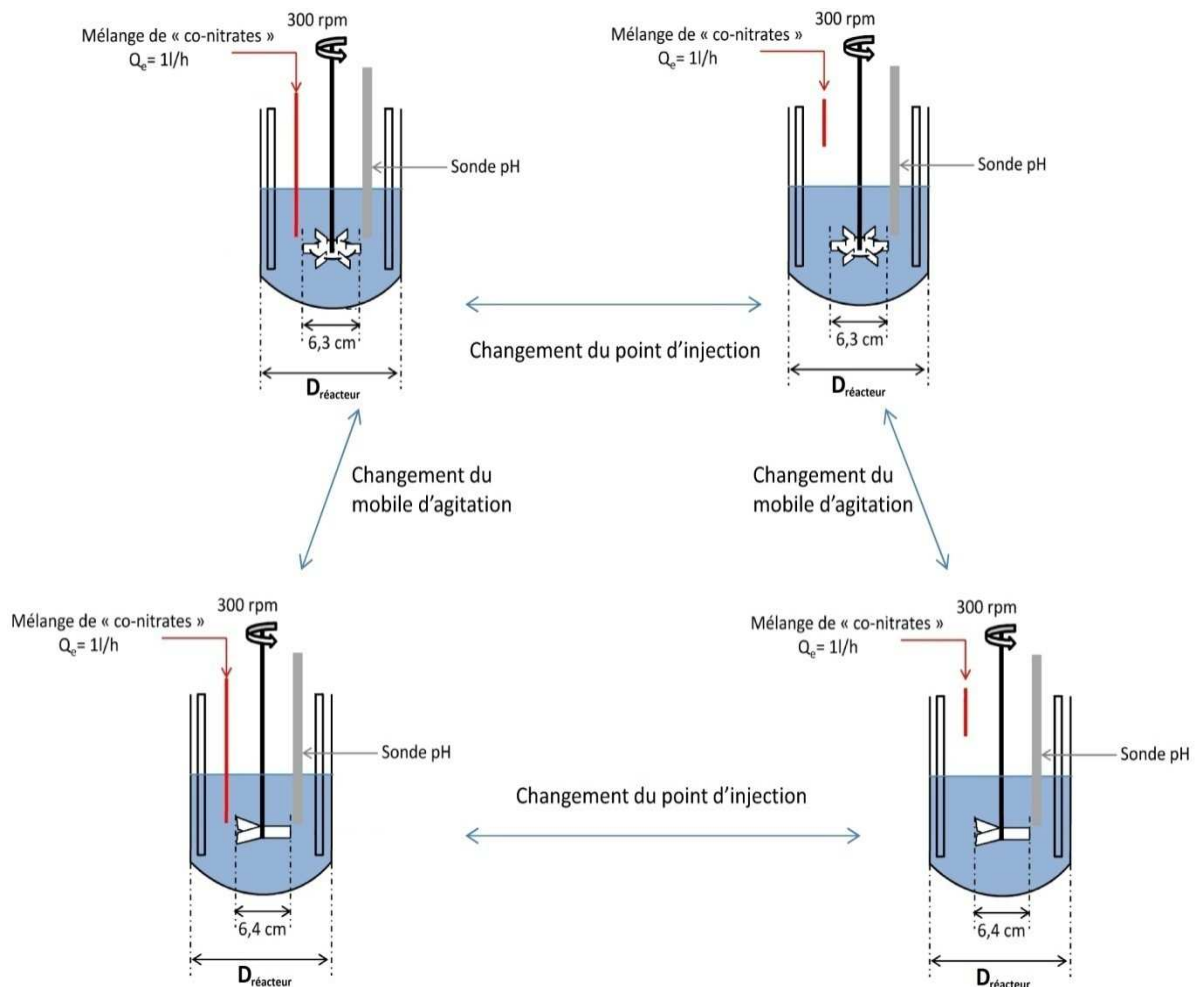 300 rpm
Mélange de « co-nitrates »
Qe= 1l/h
Sonde pH
6,3 cm
Dréacteur
300 rpm
Mélange de « co-nitrates »
Qe= 1l/h
Sonde pH
6,3 cm
Dréacteur
Changement du point d’injection
Changement du
mobile d’agitation
Changement du
mobile d’agitation
300 rpm
Mélange de « co-nitrates »
Qe= 1l/h
Sonde pH
6,4 cm
Dréacteur
300 rpm
Mélange de « co-nitrates »
Qe= 1l/h
Sonde pH
6,4 cm
Dréacteur
Changement du point d’injection